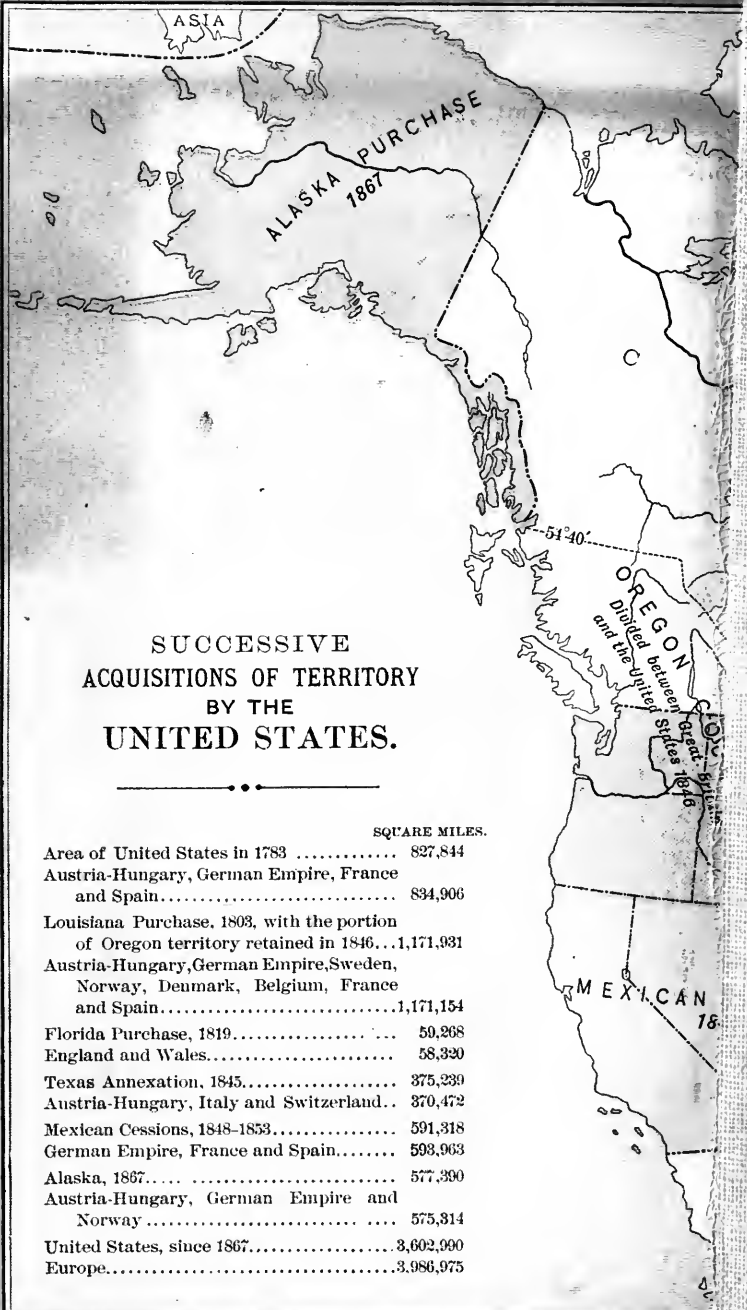 ASIA
ALASKA PURCHASE
1867
C
54°40'
OREGON
Divided between Great Britain
and the United States 1846
MEXICAN
18
SUCCESSIVE
ACQUISITIONS OF TERRITORY
BY THE
UNITED STATES.
SQUARE MILES.
Area of United States in 1783 ............. 827,844
Austria-Hungary, German Empire, France
and Spain............................. 834,906
Louisiana Purchase, 1803, with the portion
of Oregon territory retained in 1846...1,171,931
Austria-Hungary,German Empire,Sweden,
Norway, Denmark, Belgium, France
and Spain.............................1,171,154
Florida Purchase, 1819.................... 59,268
England and Wales....................... 58,320
Texas Annexation, 1845................... 375,239
Austria-Hungary, Italy and Switzerland.. 370,472
Mexican Cessions, 1848-1853................ 591,318
German Empire, France and Spain........ 593,963
Alaska, 1867............................... 577,390
Austria-Hungary, German Empire and
Norway ............................... 575,314
United States, since 1867..................3,602,990
Europe....................................3,986,975